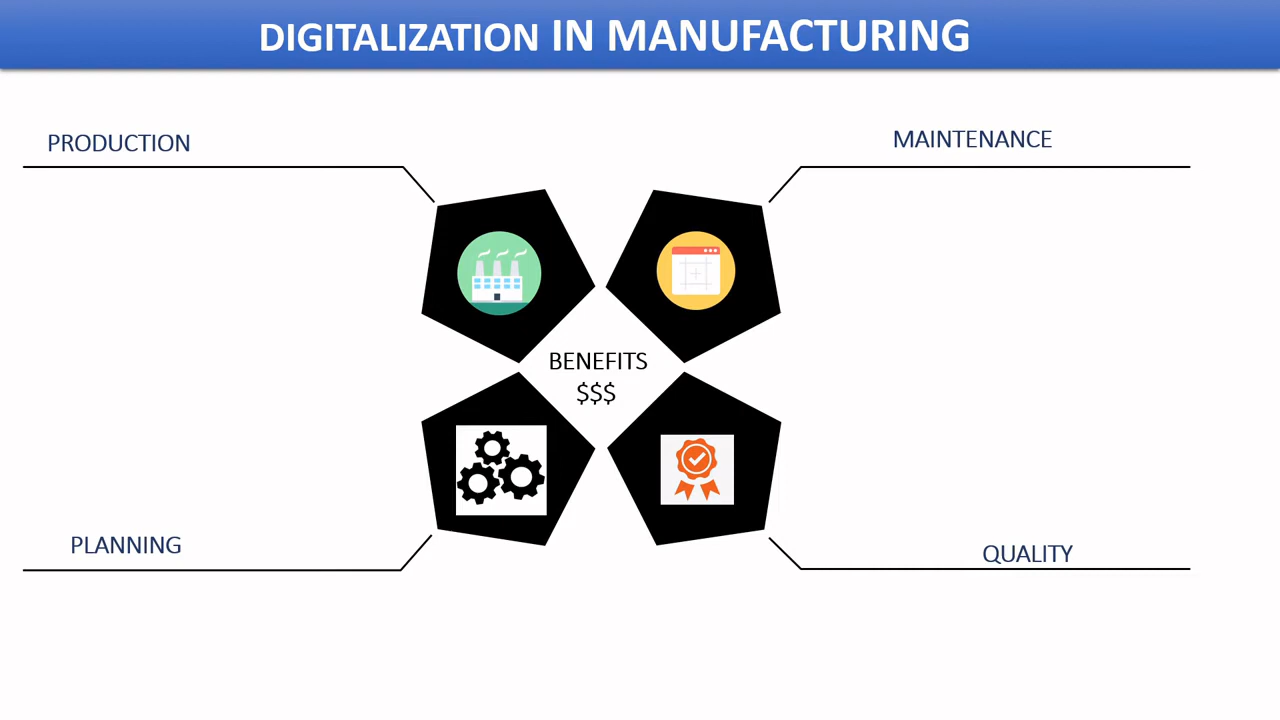 DIGITALIZATION IN MANUFACTURING
PRODUCTION
MAINTENANCE
BENEFITS
$$$
PLANNING
QUALITY